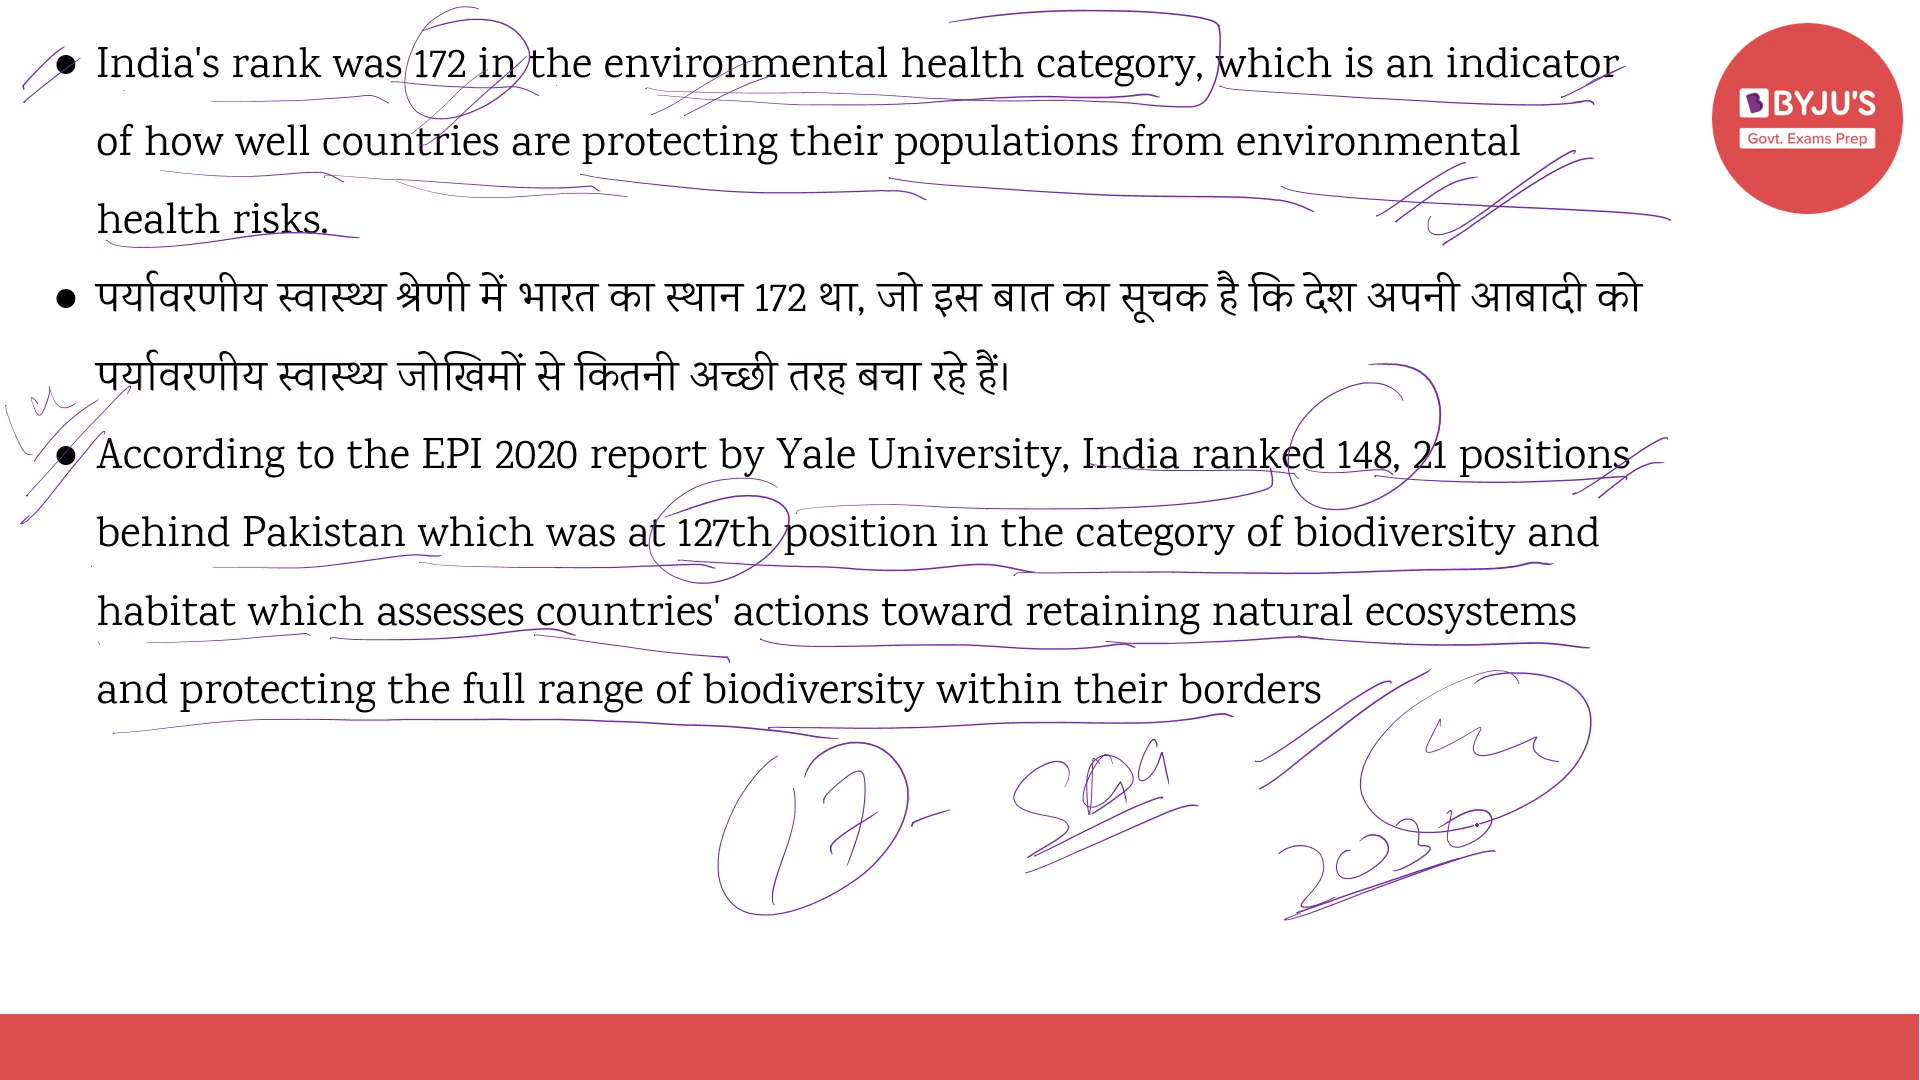 • India's rank was 172 in the environmental health category, which is an indicator
of how well countries are protecting their populations from environmental
health risks.
• पर्यावरणीय स्वास्थ्य श्रेणी में भारत का स्थान 172 था, जो इस बात का सूचक है कि देश अपनी आबादी को
पर्यावरणीय स्वास्थ्य जोखिमों से कितनी अच्छी तरह बचा रहे हैं।
• According to the EPI 2020 report by Yale University, India ranked 148, 21 positions
behind Pakistan which was at 127th position in the category of biodiversity and
habitat which assesses countries' actions toward retaining natural ecosystems
and protecting the full range of biodiversity within their borders
17 -
2030
BYJU'S
Govt. Exams Prep